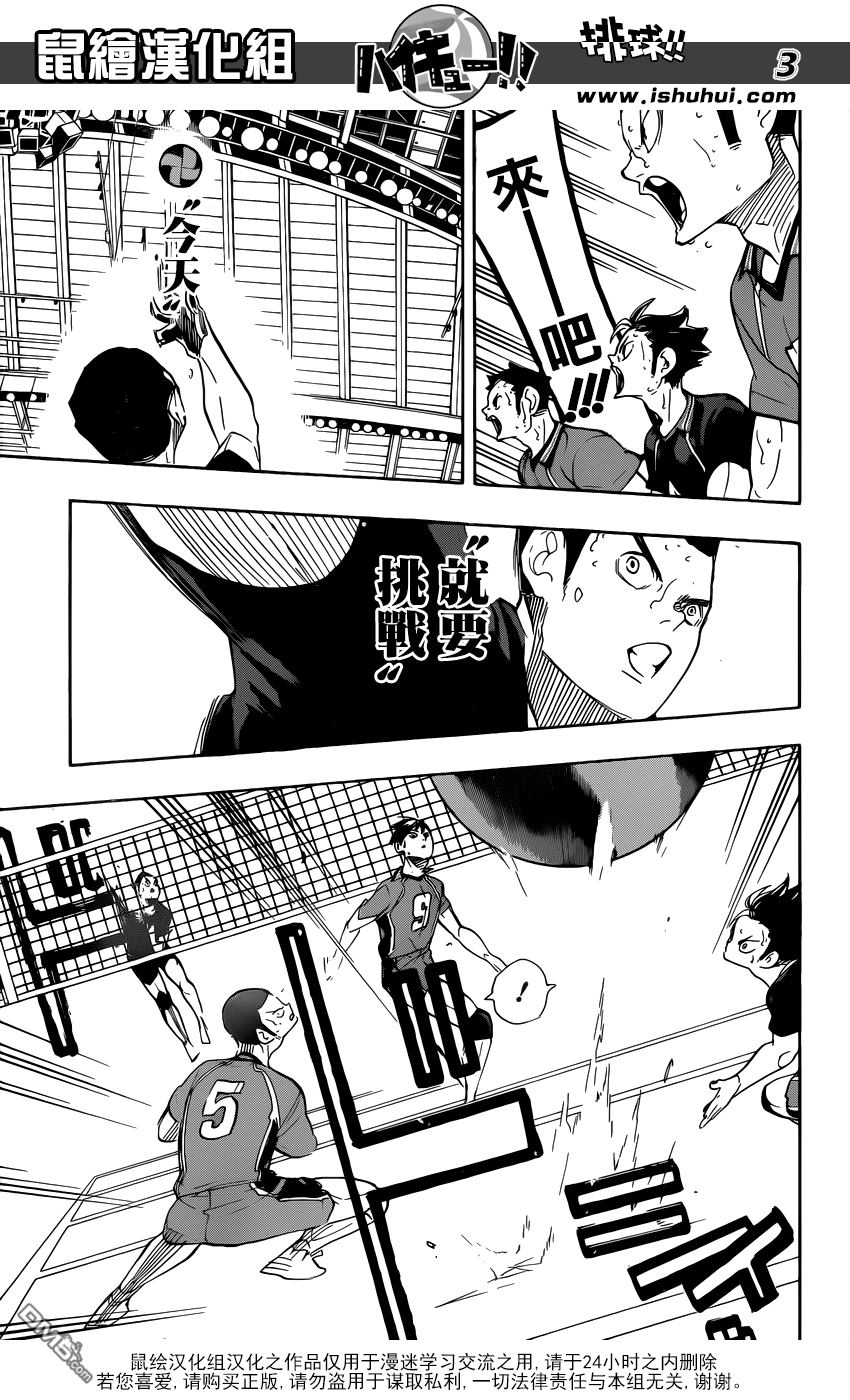 鼠繪漢化組
ハイキュー!!
排球!!
3
www.ishuhui.com
來——吧!!!
“今天”
“就要
挑戰”
9
!
5
鼠绘汉化组汉化之作品仅用于漫迷学习交流之用,请于24小时之内删除
若您喜爱,请购买正版,请勿盗用于谋取私利,一切法律责任与本组无关,谢谢。